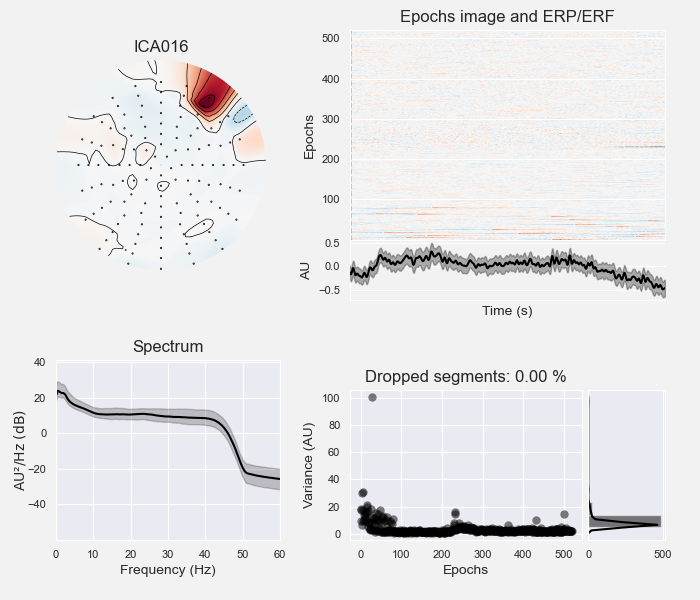 ICA016
Epochs image and ERP/ERF
Epochs
500
400
300
200
100
AU
0.5
0.0
−0.5
Time (s)
Spectrum
AU²/Hz (dB)
40
20
0
−20
−40
0 10 20 30 40 50 60
Frequency (Hz)
Dropped segments: 0.00 %
Variance (AU)
100
80
60
40
20
0
0 100 200 300 400 500
Epochs
0 500